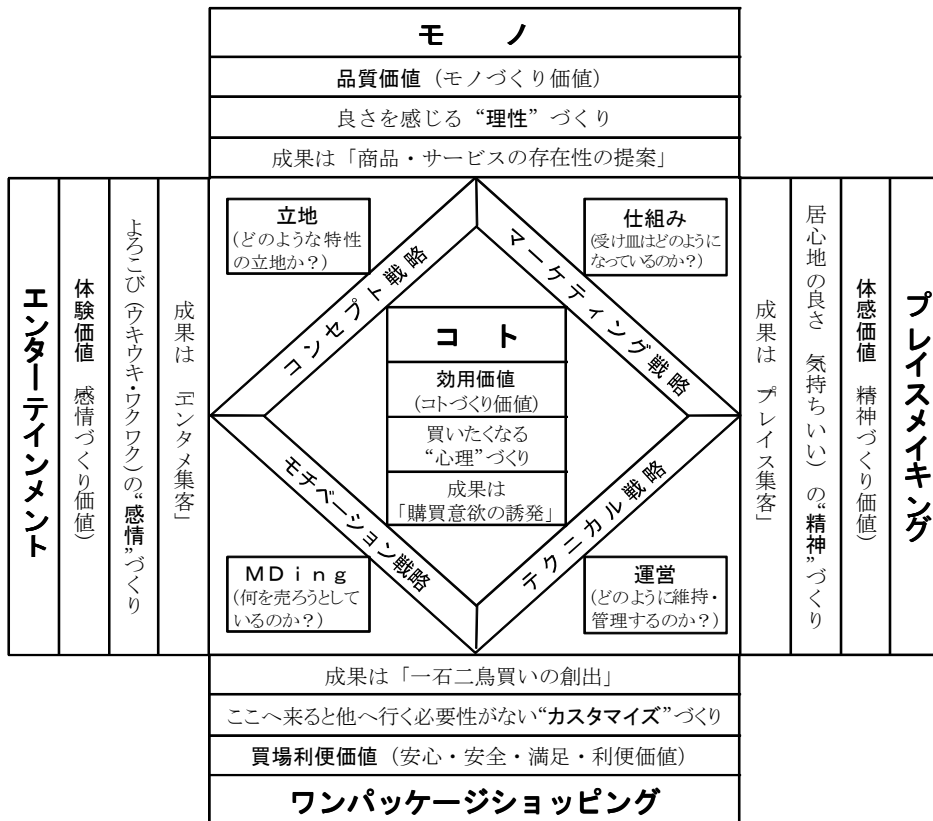 モ ノ
品質価値（モノづくり価値）
良さを感じる“理性”づくり
成果は「商品・サービスの存在性の提案」
エンターテインメント
体験価値 感情づくり価値）
よろこび（ウキウキ・ワクワク）の“感情”づくり
成果は「エンタメ集客」
立地
（どのような特性
の立地か？）
仕組み
（受け皿はどのように
なっているのか？）
コンセプト戦略
マーケティング戦略
コ ト
効用価値
（コトづくり価値）
買いたくなる
“心理”づくり
成果は
「購買意欲の誘発」
モチベーション戦略
テクニカル戦略
MDing
（何を売ろうとして
いるのか？）
運営
（どのように維持・
管理するのか？）
成果は「プレイス集客」
居心地の良さ 気持ちいい）の“精神”づくり
体感価値 精神づくり価値）
プレイスメイキング
成果は「一石二鳥買いの創出」
ここへ来ると他へ行く必要性がない“カスタマイズ”づくり
買場利便価値（安心・安全・満足・利便価値）
ワンパッケージショッピング